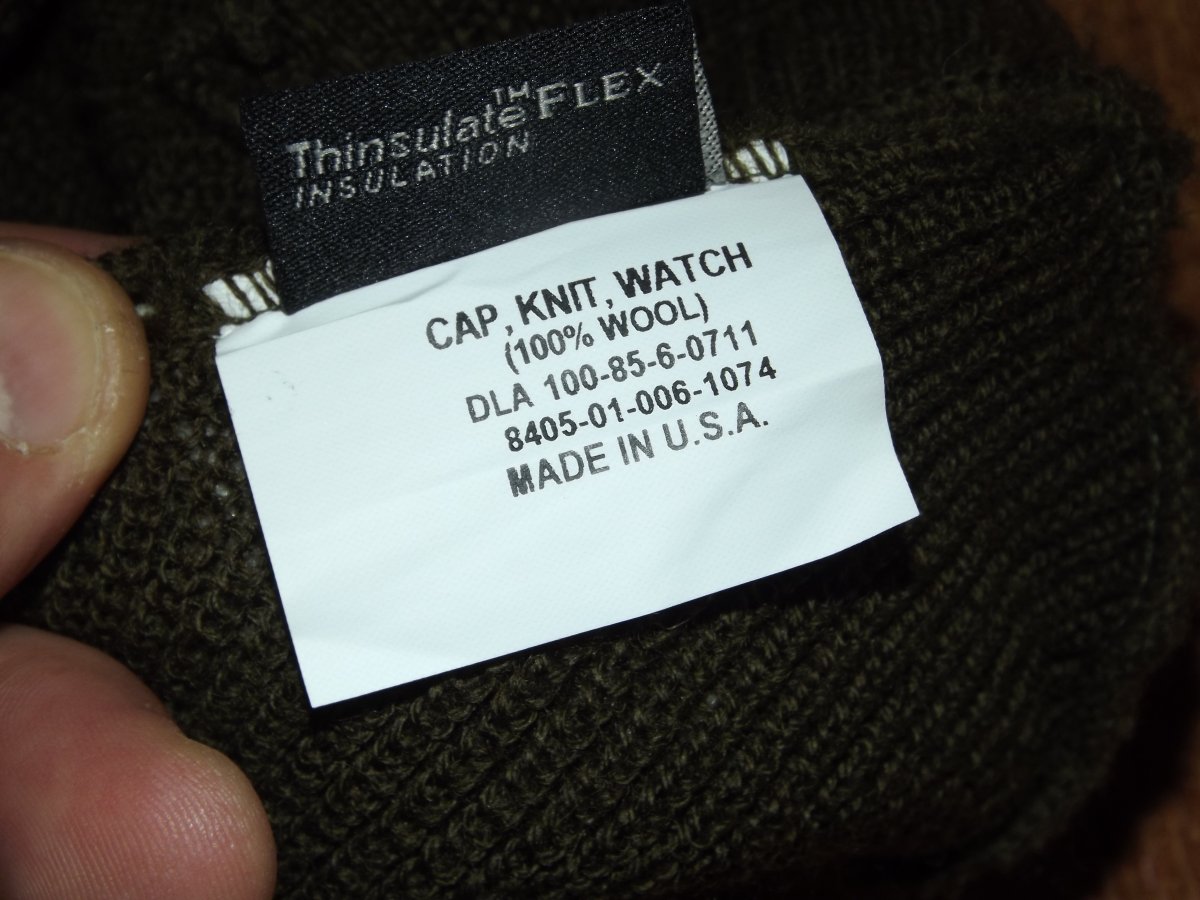 Thinsulate™ FLEX
INSULATION
CAP, KNIT, WATCH
(100% WOOL)
DLA 100-85-6-0711
8405-01-006-1074
MADE IN U.S.A.